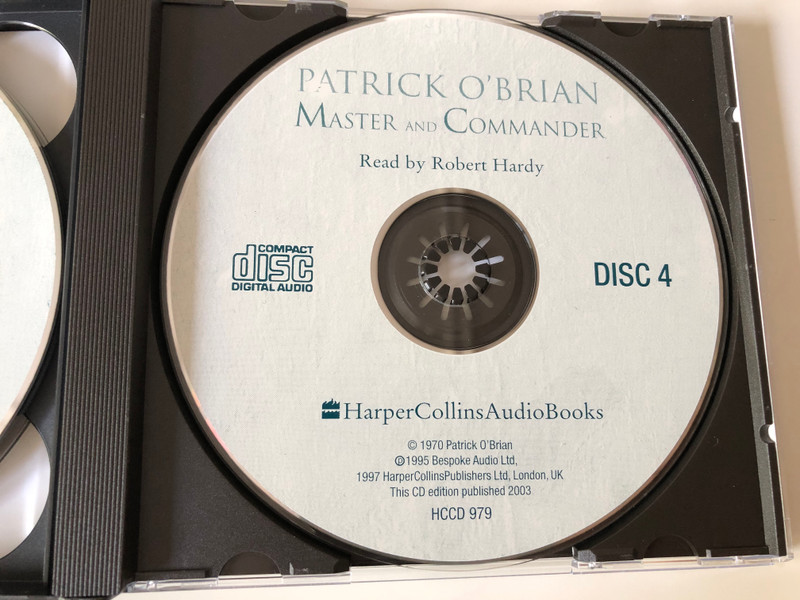 PATRICK O'BRIAN
MASTER AND COMMANDER
Read by Robert Hardy
COMPACT
disc
DIGITAL AUDIO
DISC 4
HarperCollinsAudioBooks
© 1970 Patrick O'Brian
℗1995 Bespoke Audio Ltd,
1997 HarperCollinsPublishers Ltd, London, UK
This CD edition published 2003
HCCD 979